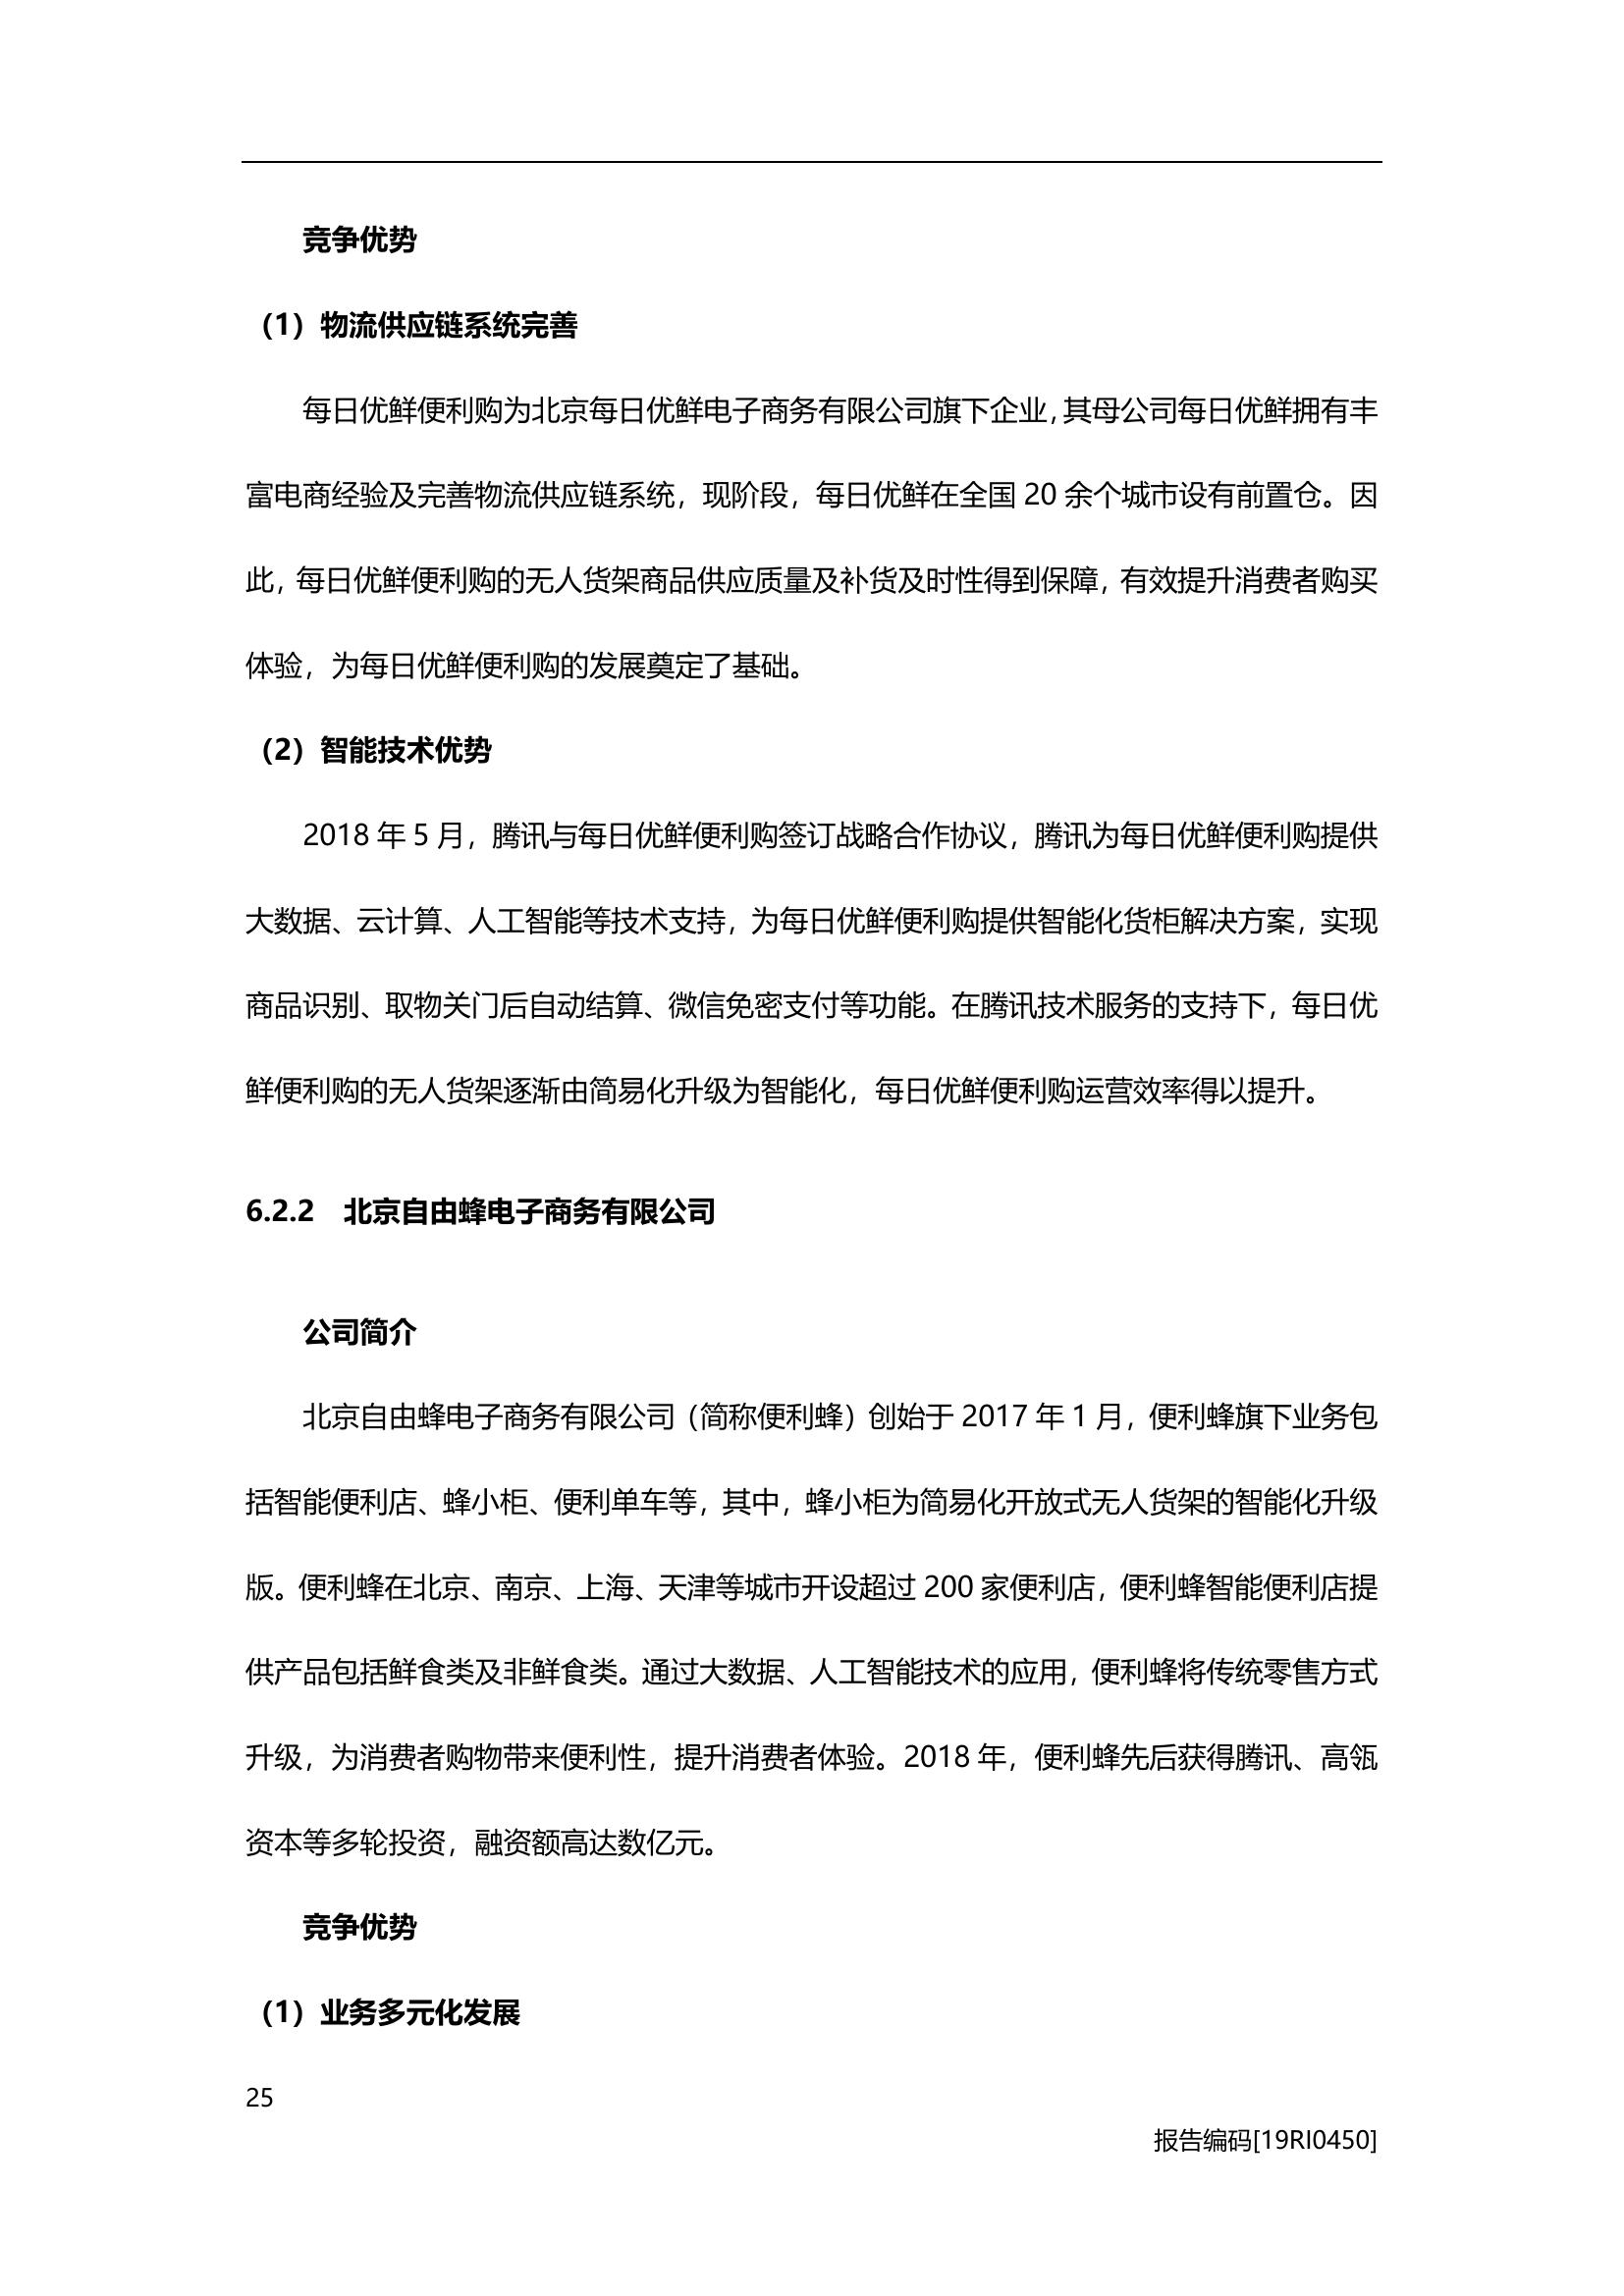 竞争优势
（1）物流供应链系统完善
每日优鲜便利购为北京每日优鲜电子商务有限公司旗下企业，其母公司每日优鲜拥有丰
富电商经验及完善物流供应链系统，现阶段，每日优鲜在全国 20 余个城市设有前置仓。因
此，每日优鲜便利购的无人货架商品供应质量及补货及时性得到保障，有效提升消费者购买
体验，为每日优鲜便利购的发展奠定了基础。
（2）智能技术优势
2018 年 5 月，腾讯与每日优鲜便利购签订战略合作协议，腾讯为每日优鲜便利购提供
大数据、云计算、人工智能等技术支持，为每日优鲜便利购提供智能化货柜解决方案，实现
商品识别、取物关门后自动结算、微信免密支付等功能。在腾讯技术服务的支持下，每日优
鲜便利购的无人货架逐渐由简易化升级为智能化，每日优鲜便利购运营效率得以提升。
6.2.2 北京自由蜂电子商务有限公司
公司简介
北京自由蜂电子商务有限公司（简称便利蜂）创始于 2017 年 1 月，便利蜂旗下业务包
括智能便利店、蜂小柜、便利单车等，其中，蜂小柜为简易化开放式无人货架的智能化升级
版。便利蜂在北京、南京、上海、天津等城市开设超过 200 家便利店，便利蜂智能便利店提
供产品包括鲜食类及非鲜食类。通过大数据、人工智能技术的应用，便利蜂将传统零售方式
升级，为消费者购物带来便利性，提升消费者体验。2018 年，便利蜂先后获得腾讯、高瓴
资本等多轮投资，融资额高达数亿元。
竞争优势
（1）业务多元化发展
25
报告编码[19RI0450]